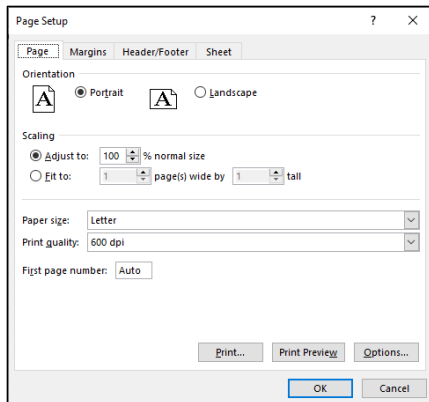 Page Setup ? ×
Page Margins Header/Footer Sheet
Orientation
A Portrait A Landscape
Scaling
Adjust to: 100 % normal size
Fit to: 1 page(s) wide by 1 tall
Paper size: Letter
Print quality: 600 dpi
First page number: Auto
Print... Print Preview Options...
OK Cancel